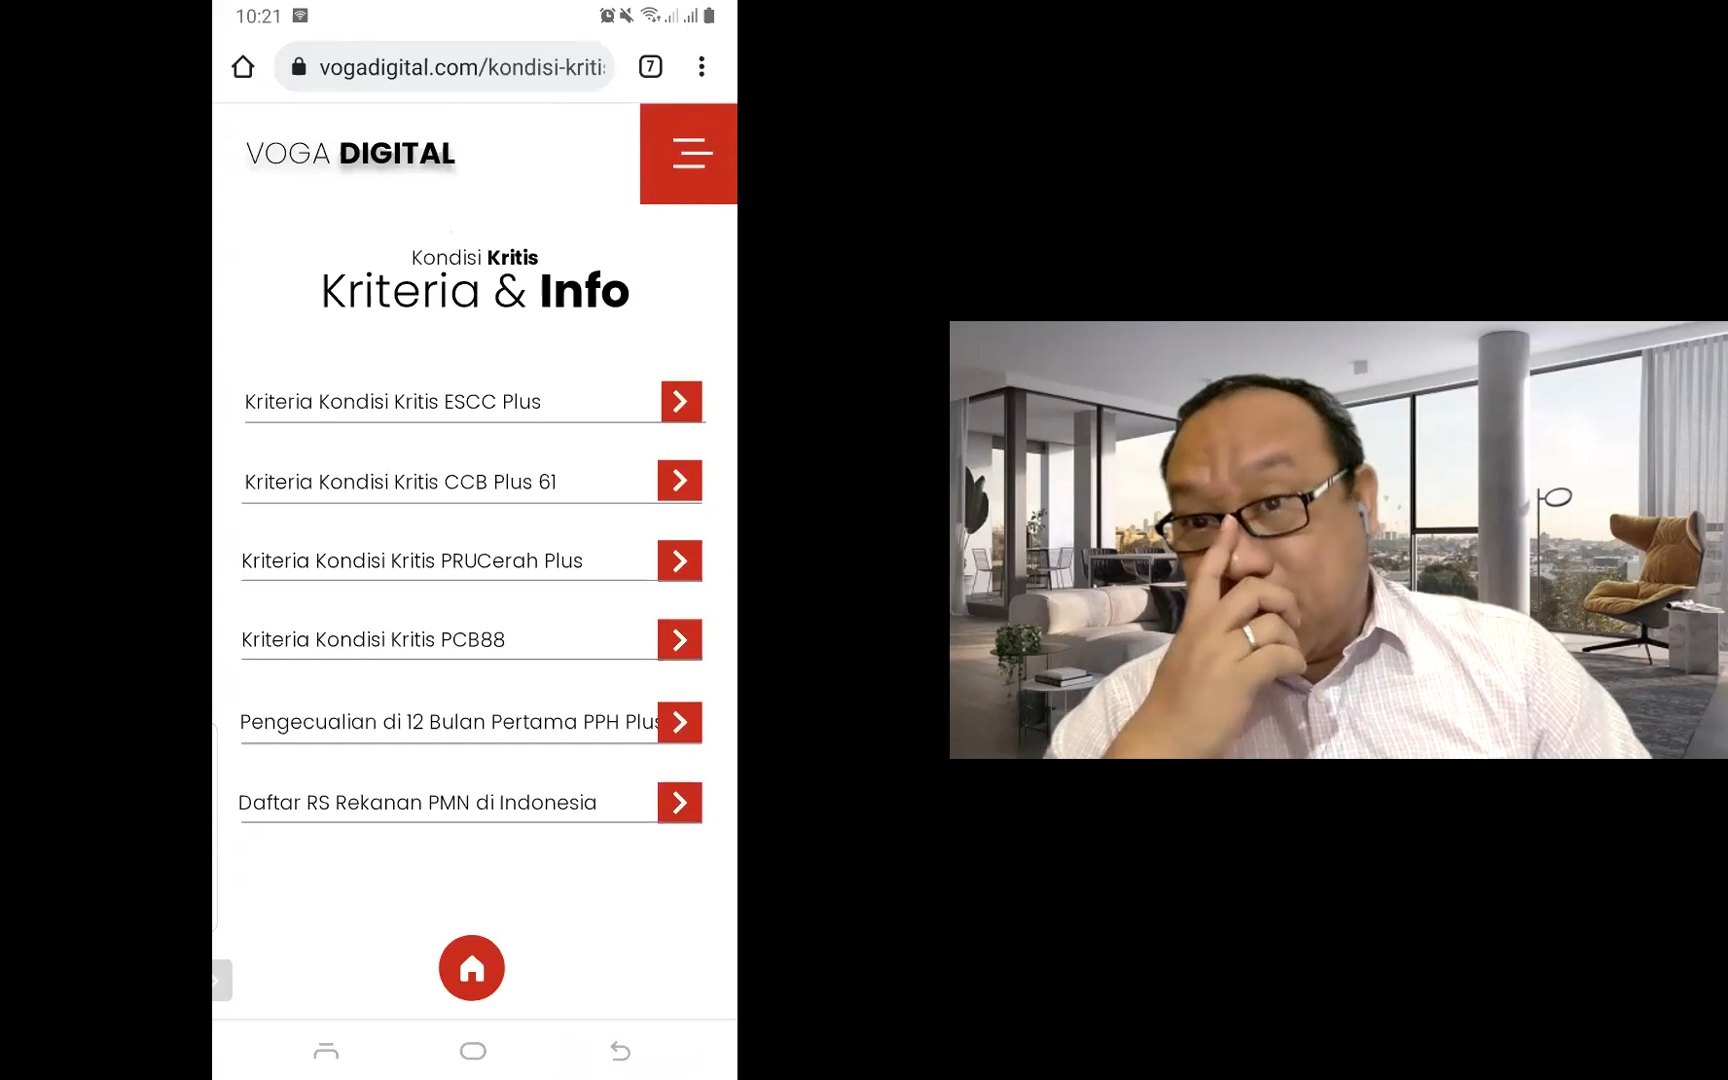 10:21
vogadigital.com/kondisi-kritis
7
VOGA DIGITAL
Kondisi Kritis
Kriteria & Info
Kriteria Kondisi Kritis ESCC Plus
Kriteria Kondisi Kritis CCB Plus 61
Kriteria Kondisi Kritis PRUCerah Plus
Kriteria Kondisi Kritis PCB88
Pengecualian di 12 Bulan Pertama PPH Plus
Daftar RS Rekanan PMN di Indonesia